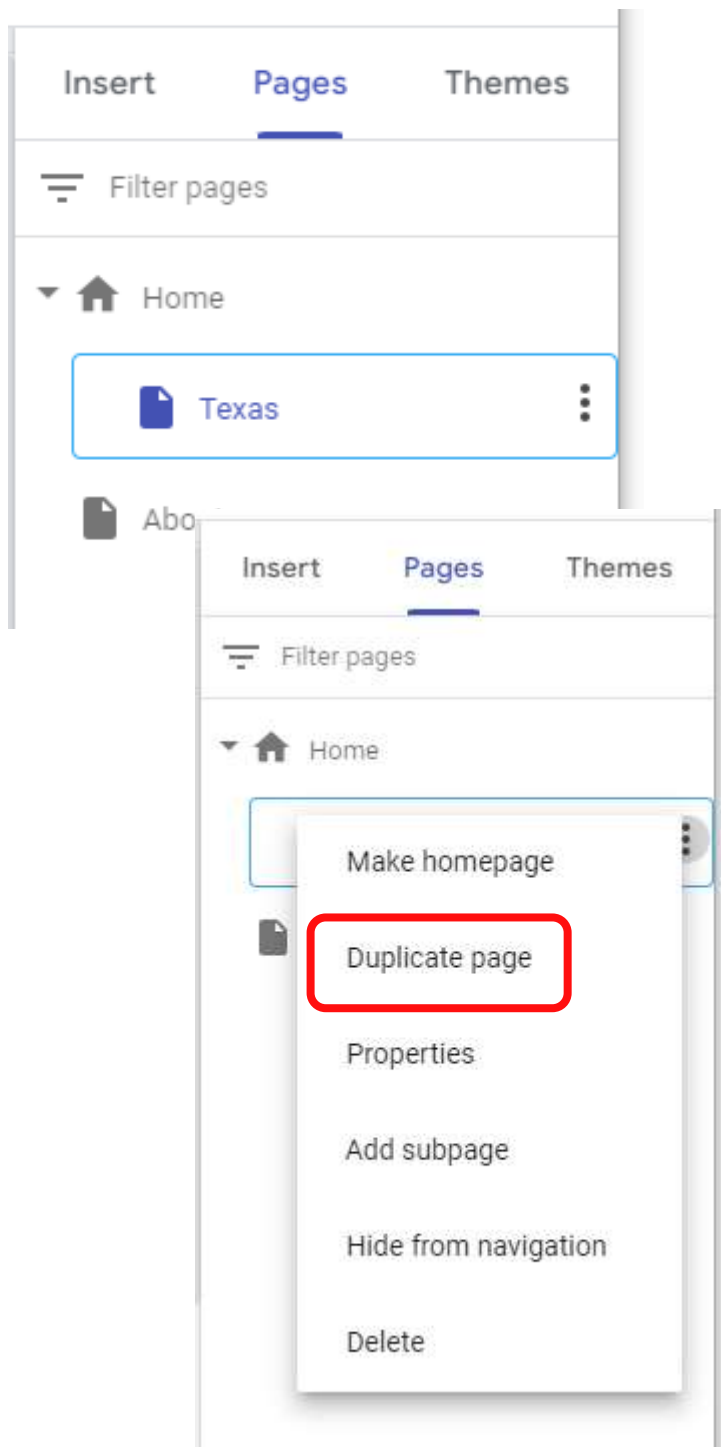 Insert Pages Themes
Filter pages
Home
Texas
Abo
Insert Pages Themes
Filter pages
Home
Make homepage
Duplicate page
Properties
Add subpage
Hide from navigation
Delete